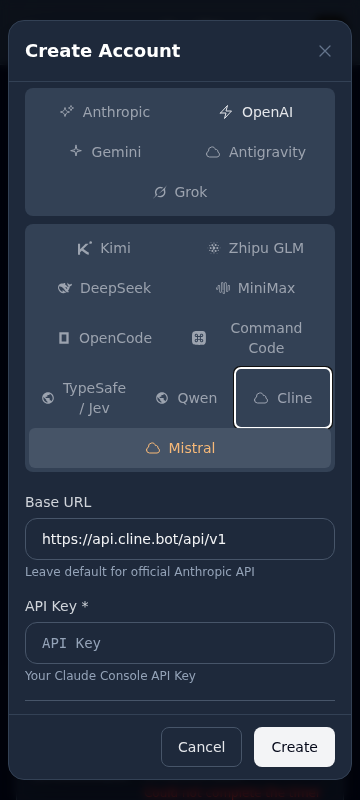 Create Account
Anthropic
OpenAI
Gemini
Antigravity
Grok
Kimi
Zhipu GLM
DeepSeek
MiniMax
OpenCode
Command
Code
TypeSafe
/ Jev
Qwen
Cline
Mistral
Base URL
https://api.cline.bot/api/v1
Leave default for official Anthropic API
API Key *
API Key
Your Claude Console API Key
Cancel
Create